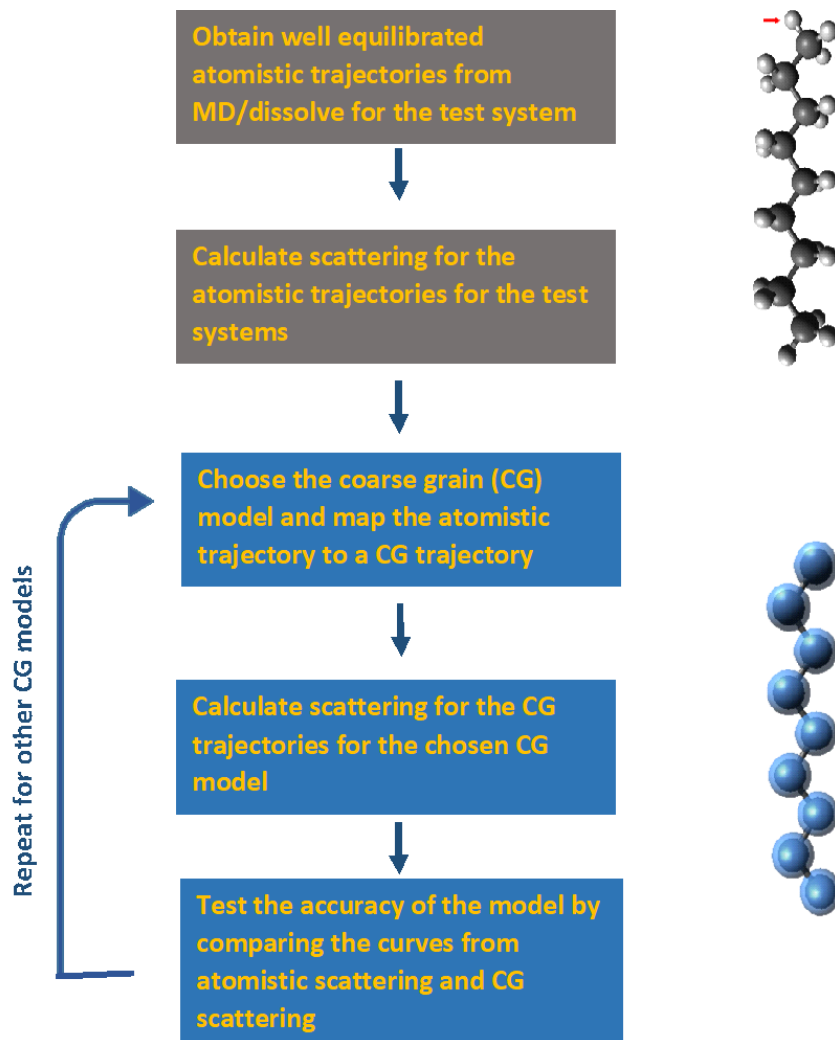 Obtain well equilibrated
atomistic trajectories from
MD/dissolve for the test system
Calculate scattering for the
atomistic trajectories for the test
systems
Choose the coarse grain (CG)
model and map the atomistic
trajectory to a CG trajectory
Calculate scattering for the CG
trajectories for the chosen CG
model
Test the accuracy of the model by
comparing the curves from
atomistic scattering and CG
scattering
Repeat for other CG models